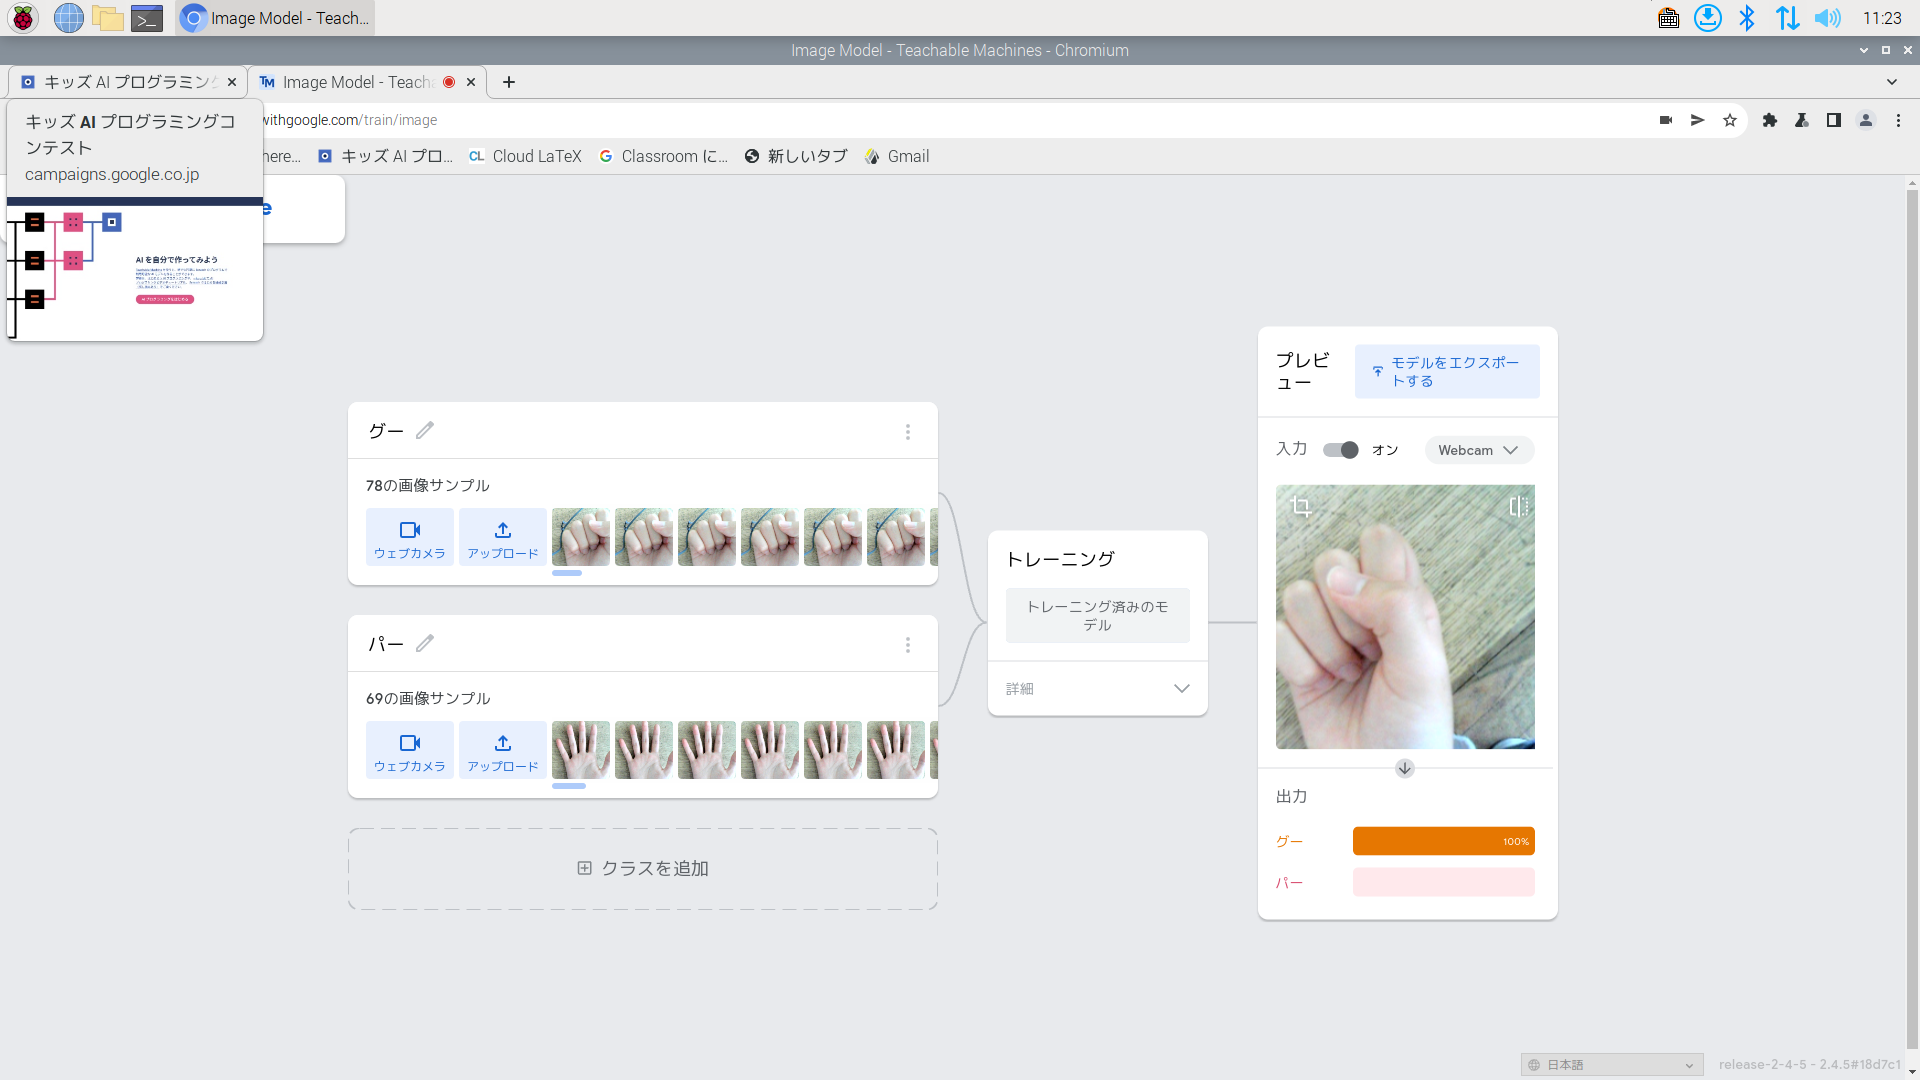 Image Model - Teach...
11:23
Image Model - Teachable Machines - Chromium
キッズ AI プログラミング
Image Model - Teach
キッズ AI プログラミングコ
ンテスト
campaigns.google.co.jp
withgoogle.com/train/image
here...
キッズ AI プロ...
CL Cloud LaTeX
Classroom に...
新しいタブ
Gmail
e
AI を自分で作ってみよう
プレビ
ュー
モデルをエクスポー
トする
グー
78の画像サンプル
ウェブカメラ
アップロード
入力
オン
Webcam
トレーニング
トレーニング済みのモ
デル
詳細
パー
69の画像サンプル
ウェブカメラ
アップロード
クラスを追加
出力
グー
100%
パー
日本語
release-2-4-5 - 2.4.5#18d7c1